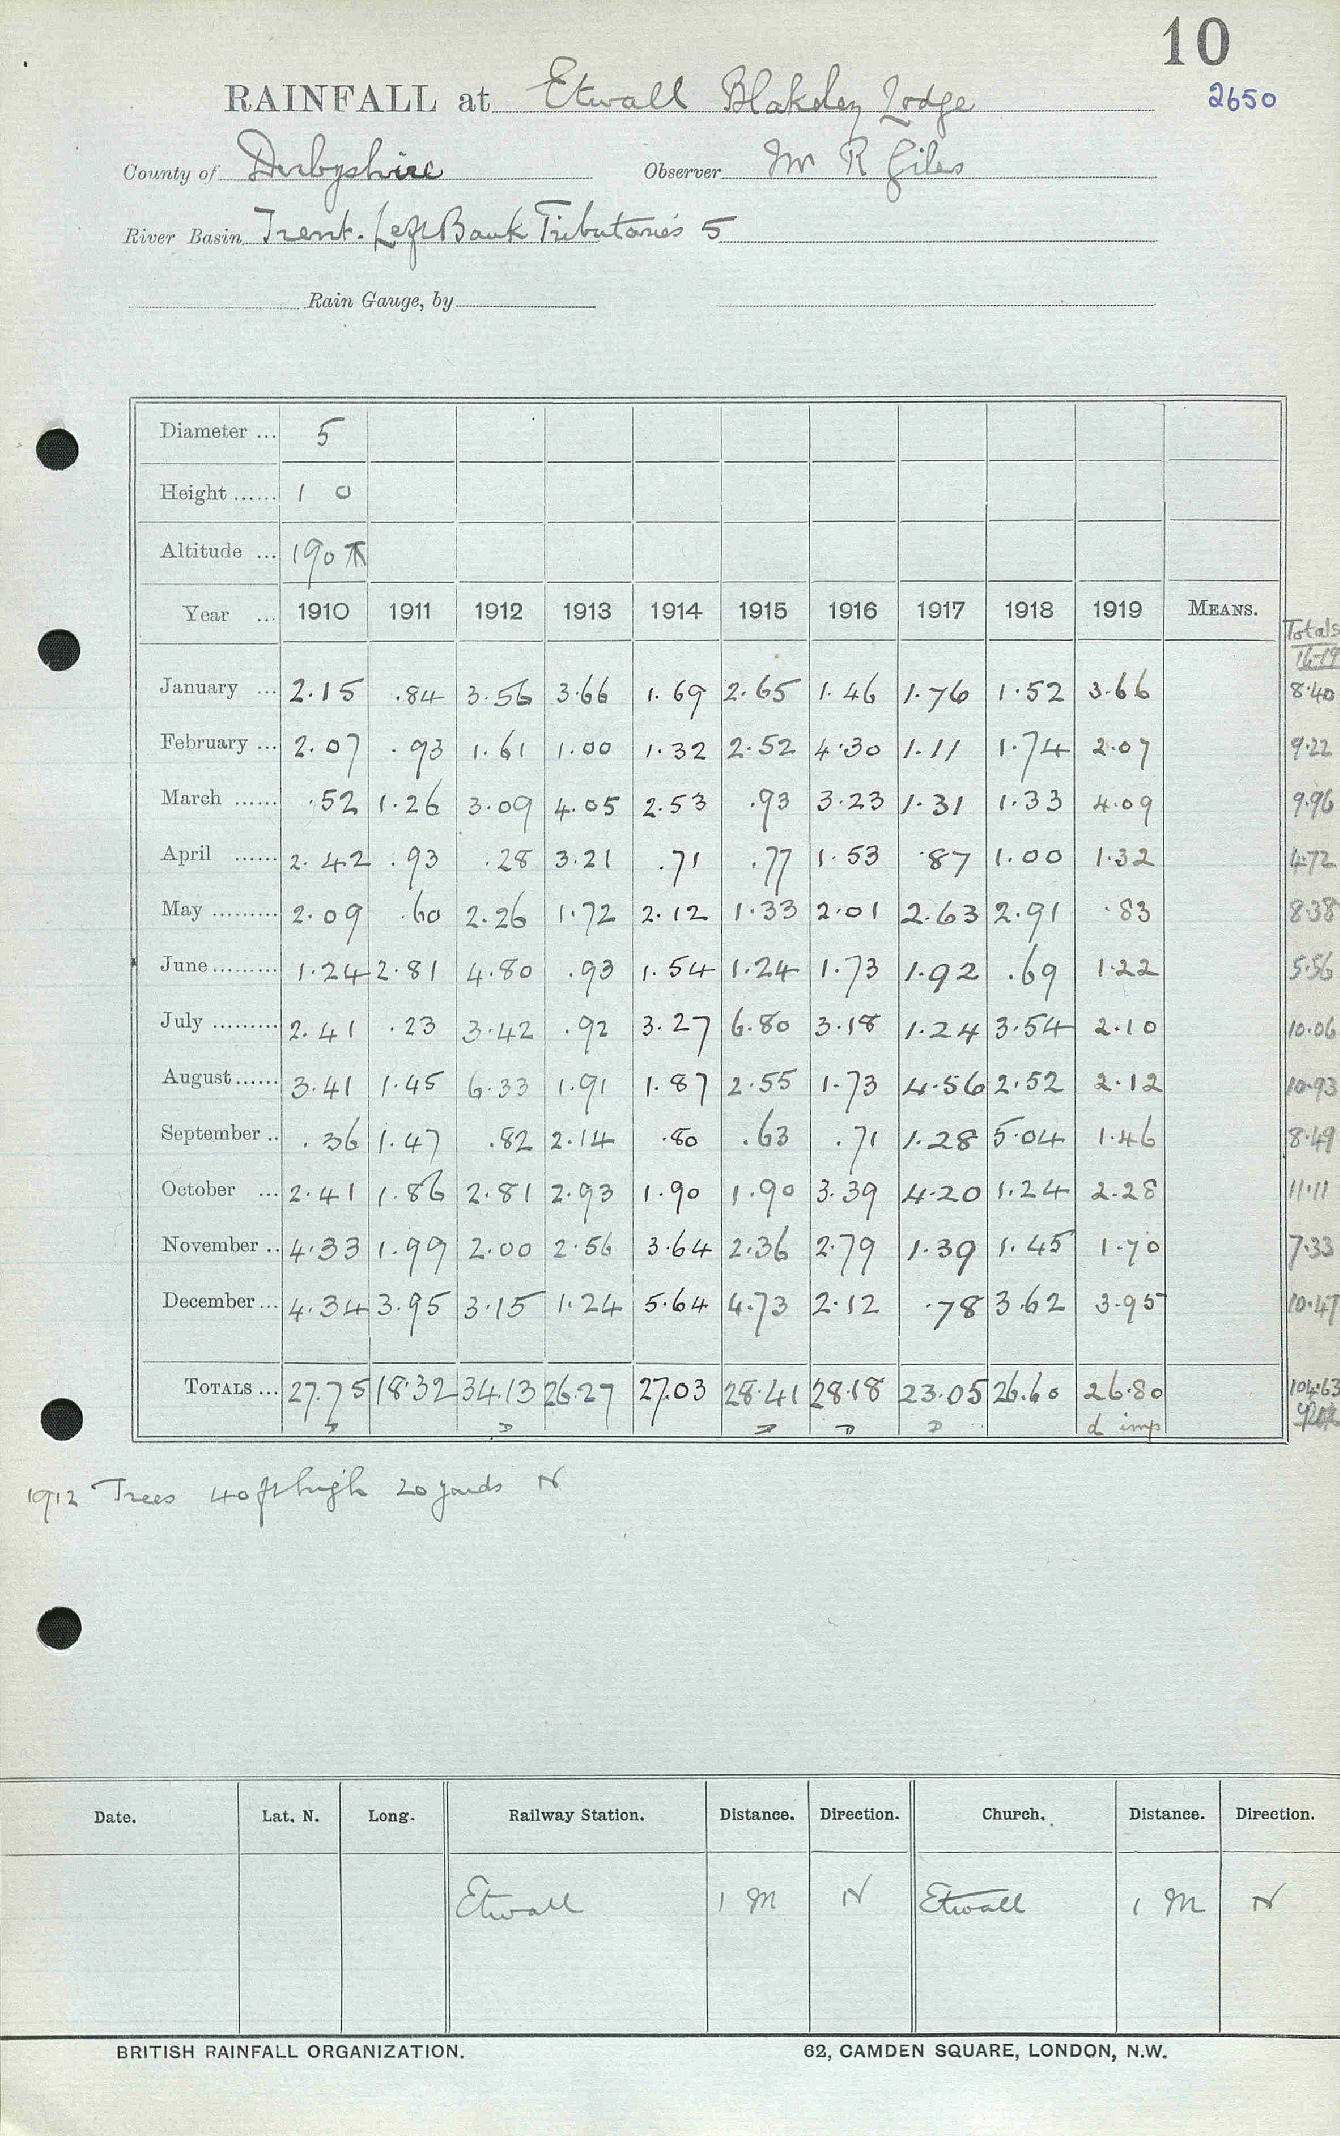 10
RAINFALL at Etwall Blakeley Lodge 2650
County of Derbyshire Observer Mr R Giles
River Basin Trent. Left Bank Tributaries 5
Rain Gauge, by
Diameter ... 5
Height ...... 1 0
Altitude ... 190
Year ... 1910 1911 1912 1913 1914 1915 1916 1917 1918 1919 MEANS. Totals
16-19
January ... 2.15 .84 3.56 3.66 1.69 2.65 1.46 1.76 1.52 3.66 8.40
February ... 2.07 .93 1.61 1.00 1.32 2.52 4.30 1.11 1.74 2.07 9.22
March ...... .52 1.26 3.09 4.05 2.53 .93 3.23 1.31 1.33 4.09 9.96
April ...... 2.42 .93 .28 3.21 .71 .77 1.53 .87 1.00 1.32 4.72
May ......... 2.09 .60 2.26 1.72 2.12 1.33 2.01 2.63 2.91 .83 8.38
June ......... 1.24 2.81 4.80 .93 1.54 1.24 1.73 1.92 .69 1.22 5.56
July ......... 2.41 .23 3.42 .92 3.27 6.80 3.18 1.24 3.54 2.10 10.06
August ...... 3.41 1.45 6.33 1.91 1.87 2.55 1.73 4.56 2.52 2.12 10.93
September .. .36 1.47 .82 2.14 .80 .63 .71 1.28 5.04 1.46 8.49
October ... 2.41 1.86 2.81 2.93 1.90 1.90 3.39 4.20 1.24 2.28 11.11
November .. 4.33 1.99 2.00 2.56 3.64 2.36 2.79 1.39 1.45 1.70 7.33
December ... 4.34 3.95 3.15 1.24 5.64 4.73 2.12 .78 3.62 3.95 10.47
TOTALS ... 27.75 18.32 34.13 26.27 27.03 28.41 28.18 23.05 26.60 26.80 104.63
D D D D D d imp
1912 Trees 40 ft high 20 yards N
Date. Lat. N. Long. Railway Station. Distance. Direction. Church. Distance. Direction.
Etwall 1 M N Etwall 1 M N
BRITISH RAINFALL ORGANIZATION. 62, CAMDEN SQUARE, LONDON, N.W.